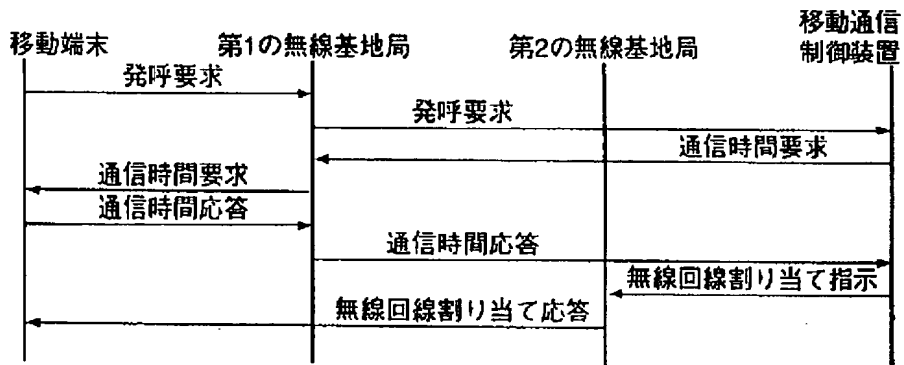 移動端末
第1の無線基地局
第2の無線基地局
移動通信
制御装置
発呼要求
発呼要求
通信時間要求
通信時間要求
通信時間応答
通信時間応答
無線回線割り当て指示
無線回線割り当て応答